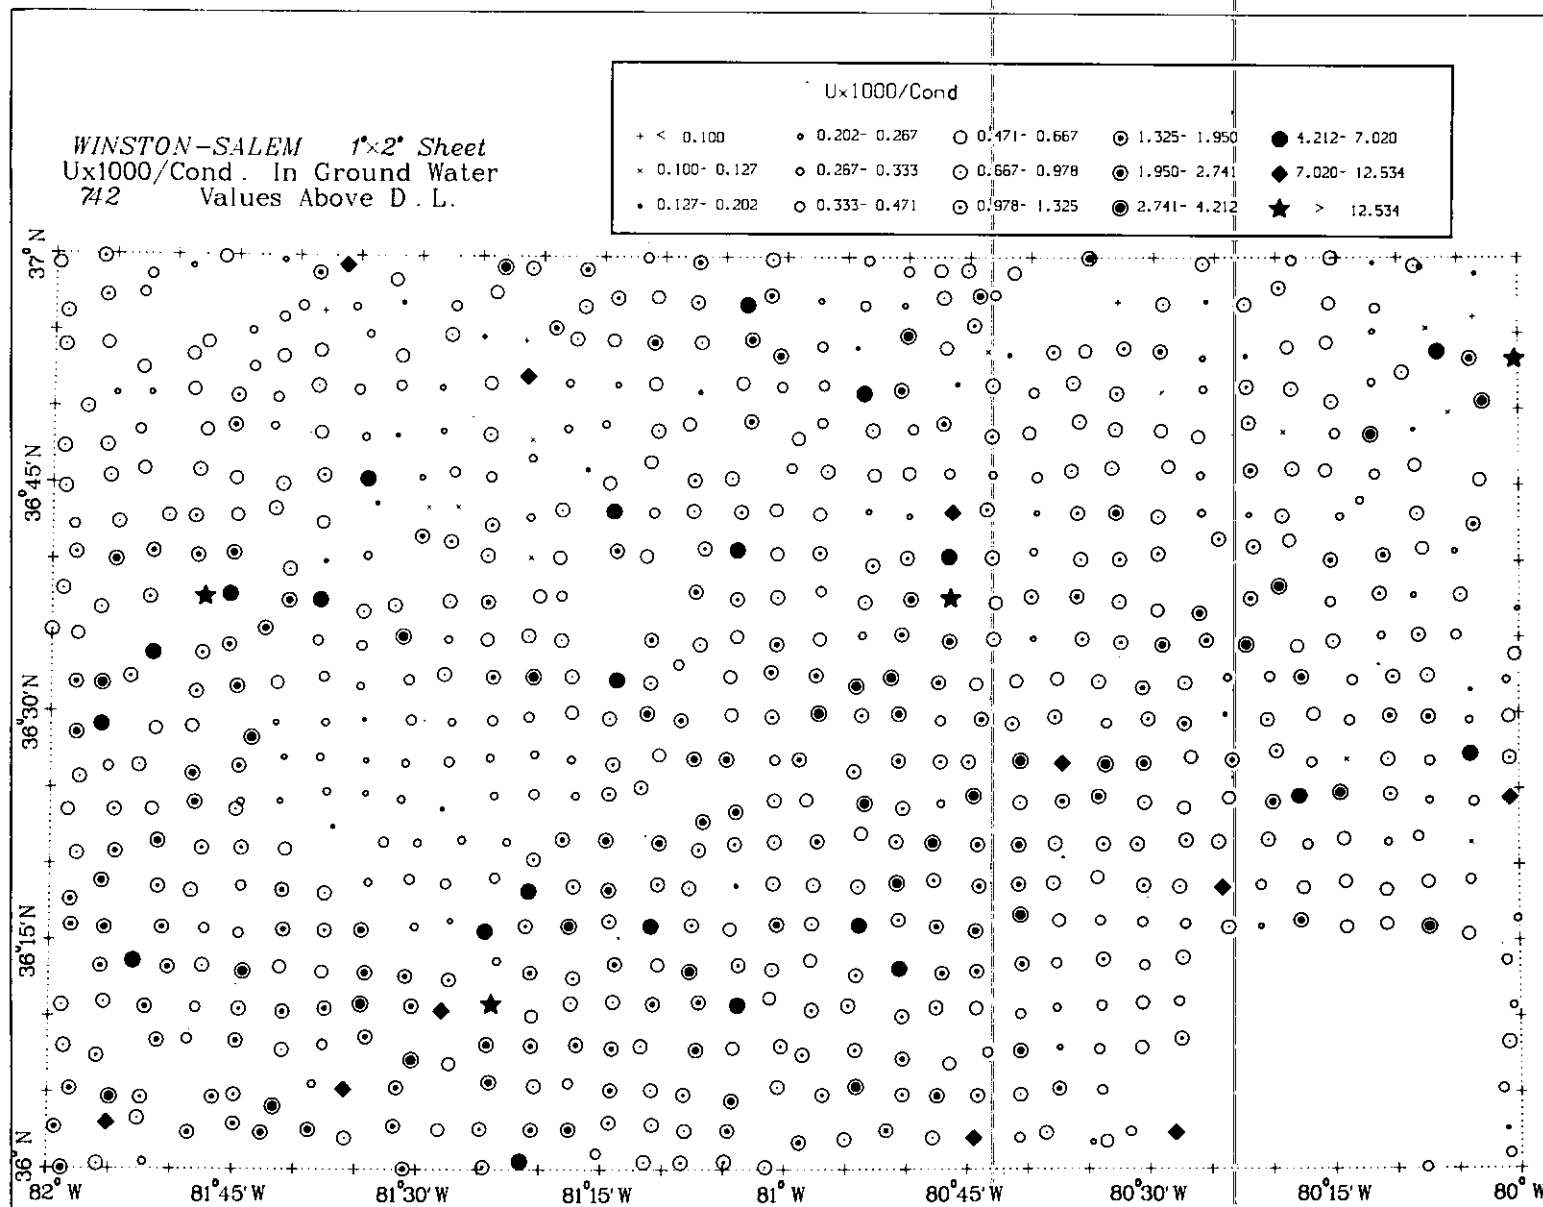 WINSTON-SALEM 1°×2° Sheet
Ux1000/Cond. In Ground Water
742 Values Above D.L.
Ux1000/Cond
+ < 0.100
× 0.100- 0.127
• 0.127- 0.202
0.202- 0.267
0.267- 0.333
0.333- 0.471
0.471- 0.667
0.667- 0.978
0.978- 1.325
1.325- 1.950
1.950- 2.741
2.741- 4.212
4.212- 7.020
7.020- 12.534
★ > 12.534
37° N
36°45' N
36°30' N
36°15' N
36° N
82° W
81°45' W
81°30' W
81°15' W
81° W
80°45' W
80°30' W
80°15' W
80° W